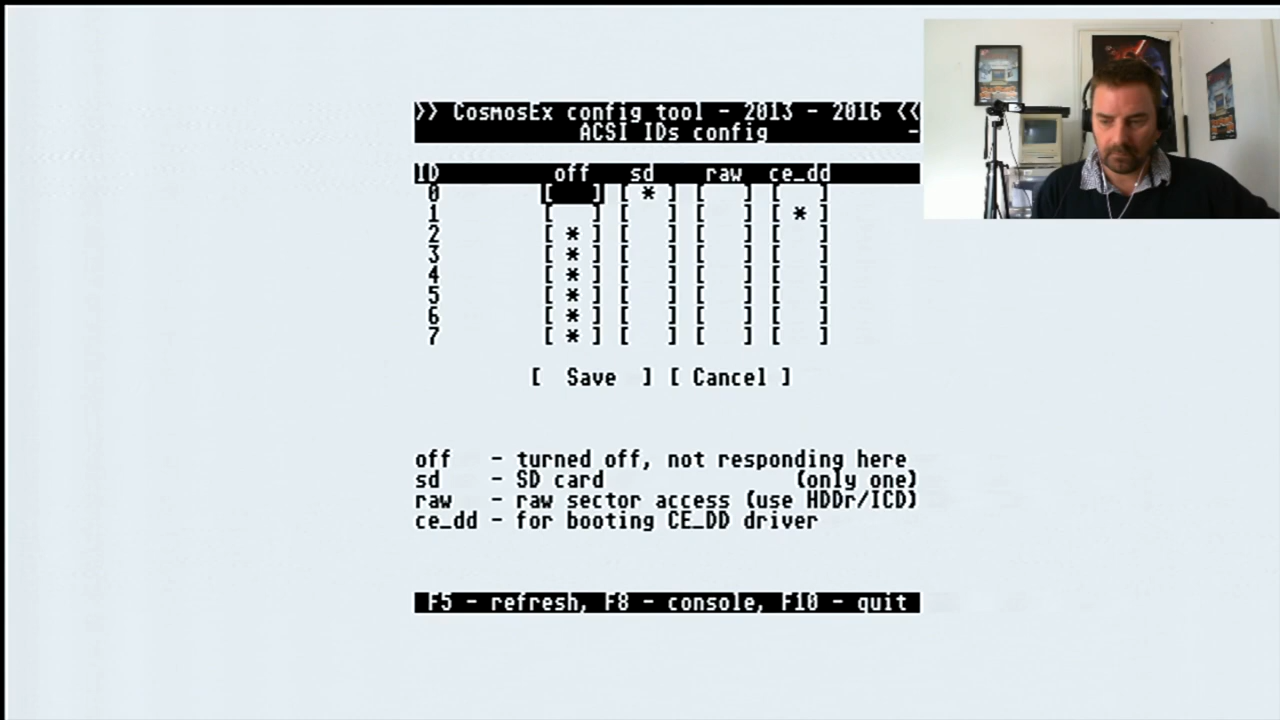 >> CosmosEx config tool - 2013 - 2016 <<
ACSI IDs config -
ID off sd raw ce_dd
0 [ ] [ * ] [ ] [ ]
1 [ ] [ ] [ ] [ * ]
2 [ * ] [ ] [ ] [ ]
3 [ * ] [ ] [ ] [ ]
4 [ * ] [ ] [ ] [ ]
5 [ * ] [ ] [ ] [ ]
6 [ * ] [ ] [ ] [ ]
7 [ * ] [ ] [ ] [ ]
[ Save ] [ Cancel ]
off - turned off, not responding here
sd - SD card (only one)
raw - raw sector access (use HDDr/ICD)
ce_dd - for booting CE_DD driver
F5 - refresh, F8 - console, F10 - quit